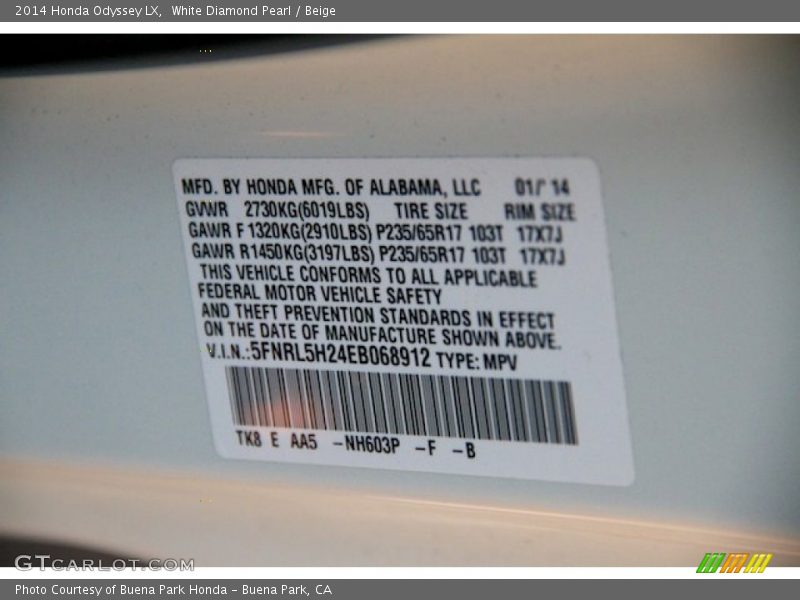 2014 Honda Odyssey LX,  White Diamond Pearl / Beige
MFD. BY HONDA MFG. OF ALABAMA, LLC 01/ 14
GVWR 2730KG(6019LBS) TIRE SIZE RIM SIZE
GAWR F 1320KG(2910LBS) P235/65R17 103T 17X7J
GAWR R1450KG(3197LBS) P235/65R17 103T 17X7J
THIS VEHICLE CONFORMS TO ALL APPLICABLE
FEDERAL MOTOR VEHICLE SAFETY
AND THEFT PREVENTION STANDARDS IN EFFECT
ON THE DATE OF MANUFACTURE SHOWN ABOVE.
V.I.N.:5FNRL5H24EB068912 TYPE: MPV
TK8 E AA5 -NH603P -F -B
GTCARLOT.COM
Photo Courtesy of Buena Park Honda - Buena Park, CA